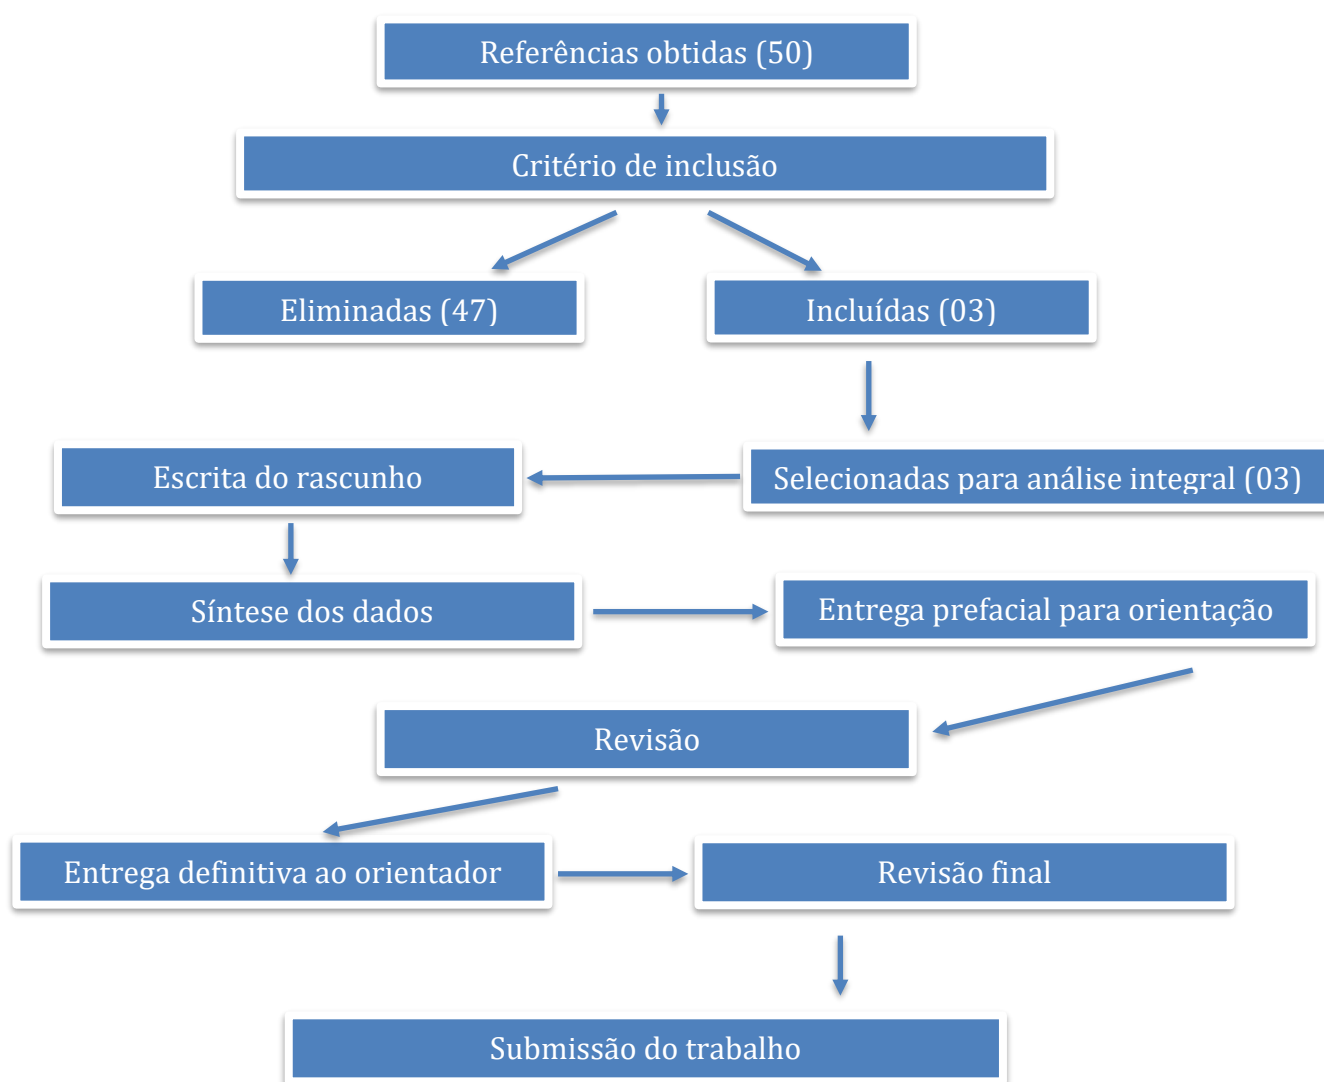 Referências obtidas (50)
Critério de inclusão
Eliminadas (47)
Incluídas (03)
Selecionadas para análise integral (03)
Escrita do rascunho
Síntese dos dados
Entrega prefacial para orientação
Revisão
Entrega definitiva ao orientador
Revisão final
Submissão do trabalho